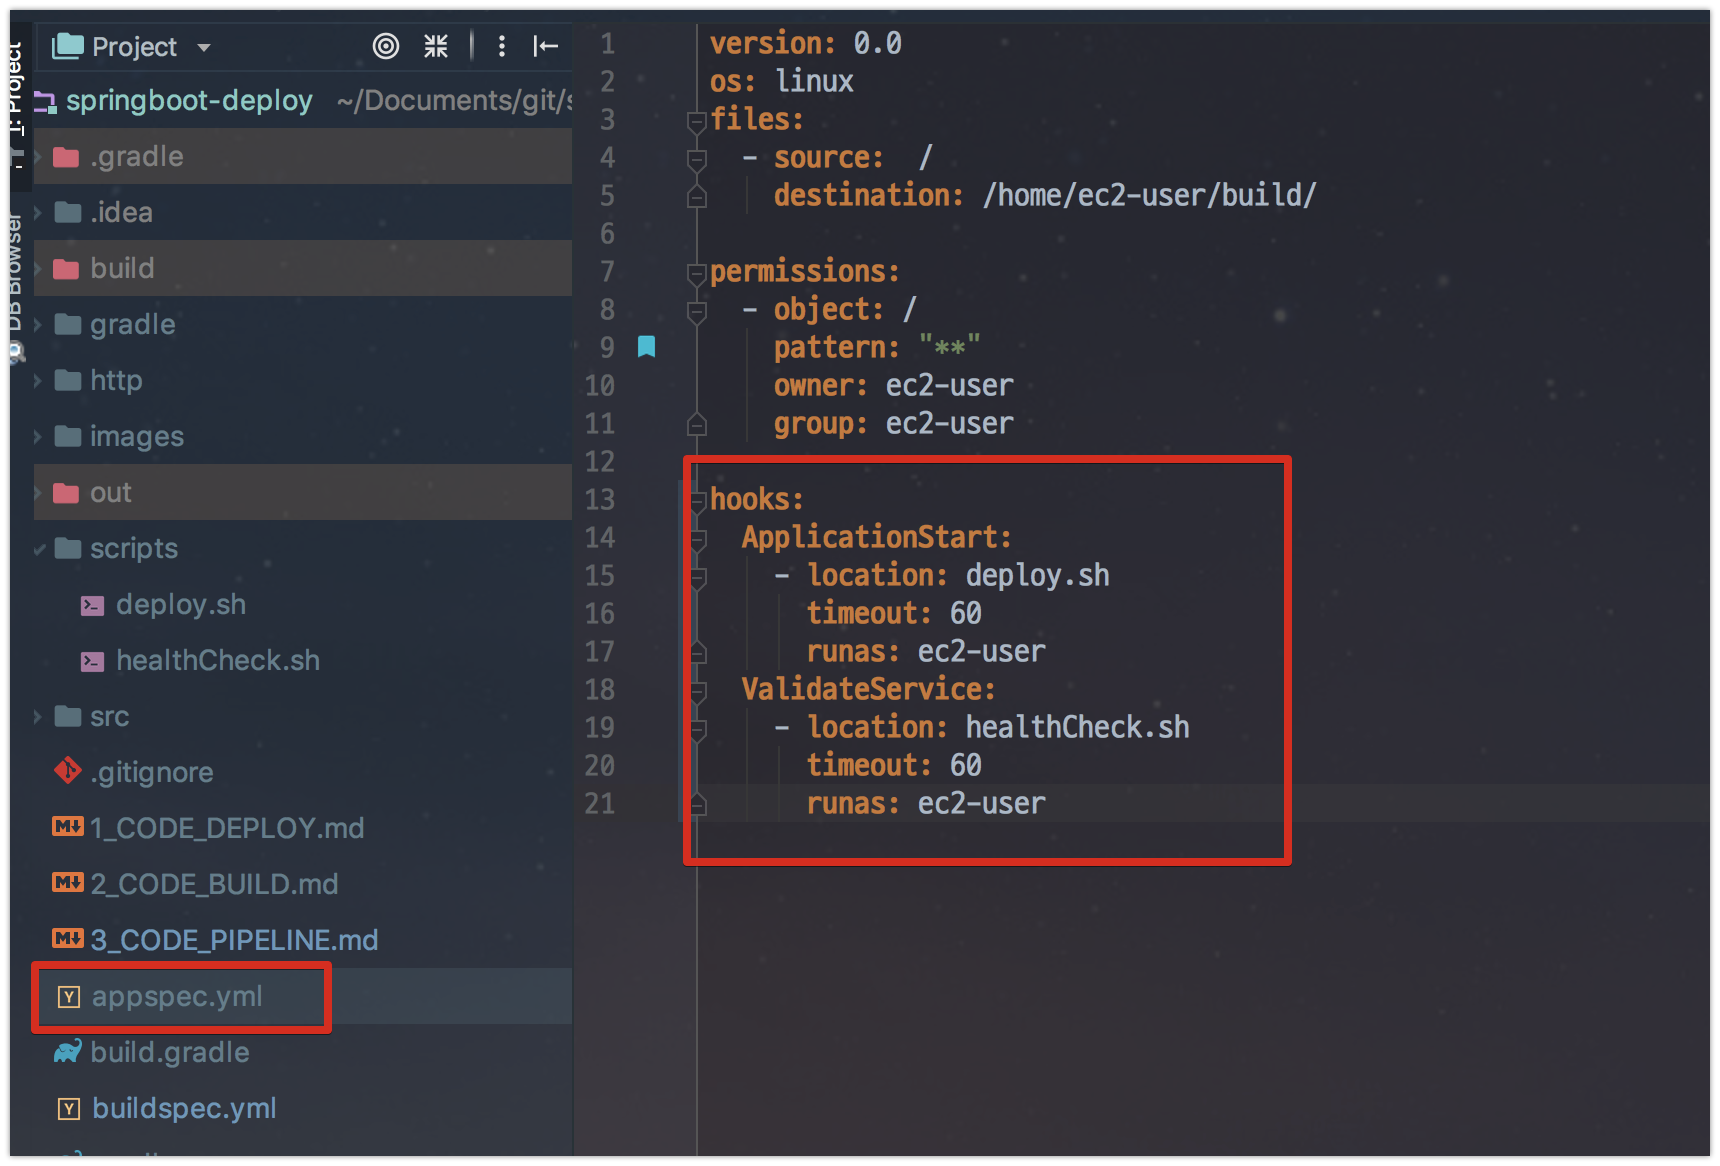 1: Project
DB Browser
Project
springboot-deploy ~/Documents/git/s
.gradle
.idea
build
gradle
http
images
out
scripts
deploy.sh
healthCheck.sh
src
.gitignore
1_CODE_DEPLOY.md
2_CODE_BUILD.md
3_CODE_PIPELINE.md
appspec.yml
build.gradle
buildspec.yml
1 version: 0.0
2 os: linux
3 files:
4 - source:  /
5 destination: /home/ec2-user/build/
6
7 permissions:
8 - object: /
9 pattern: "**"
10 owner: ec2-user
11 group: ec2-user
12
13 hooks:
14 ApplicationStart:
15 - location: deploy.sh
16 timeout: 60
17 runas: ec2-user
18 ValidateService:
19 - location: healthCheck.sh
20 timeout: 60
21 runas: ec2-user